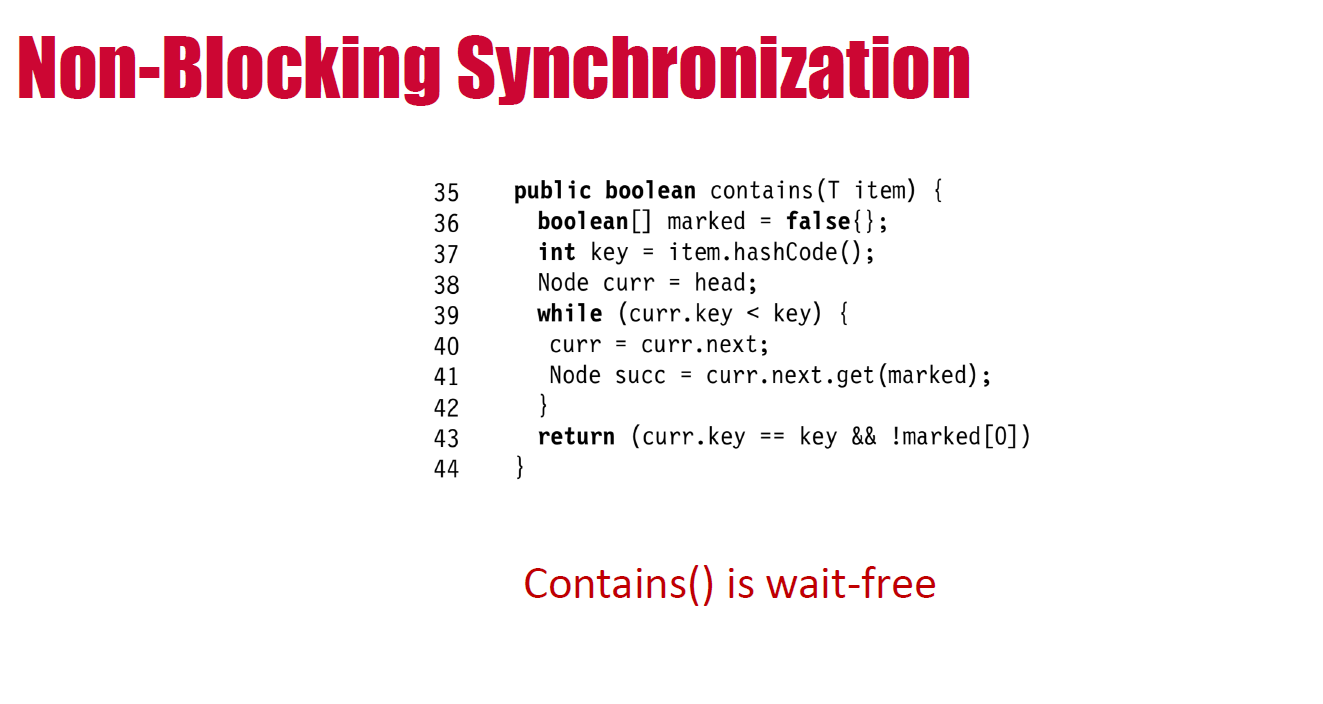 Non-Blocking Synchronization
35 public boolean contains(T item) {
36 boolean[] marked = false{};
37 int key = item.hashCode();
38 Node curr = head;
39 while (curr.key < key) {
40 curr = curr.next;
41 Node succ = curr.next.get(marked);
42 }
43 return (curr.key == key && !marked[0])
44 }
Contains() is wait-free